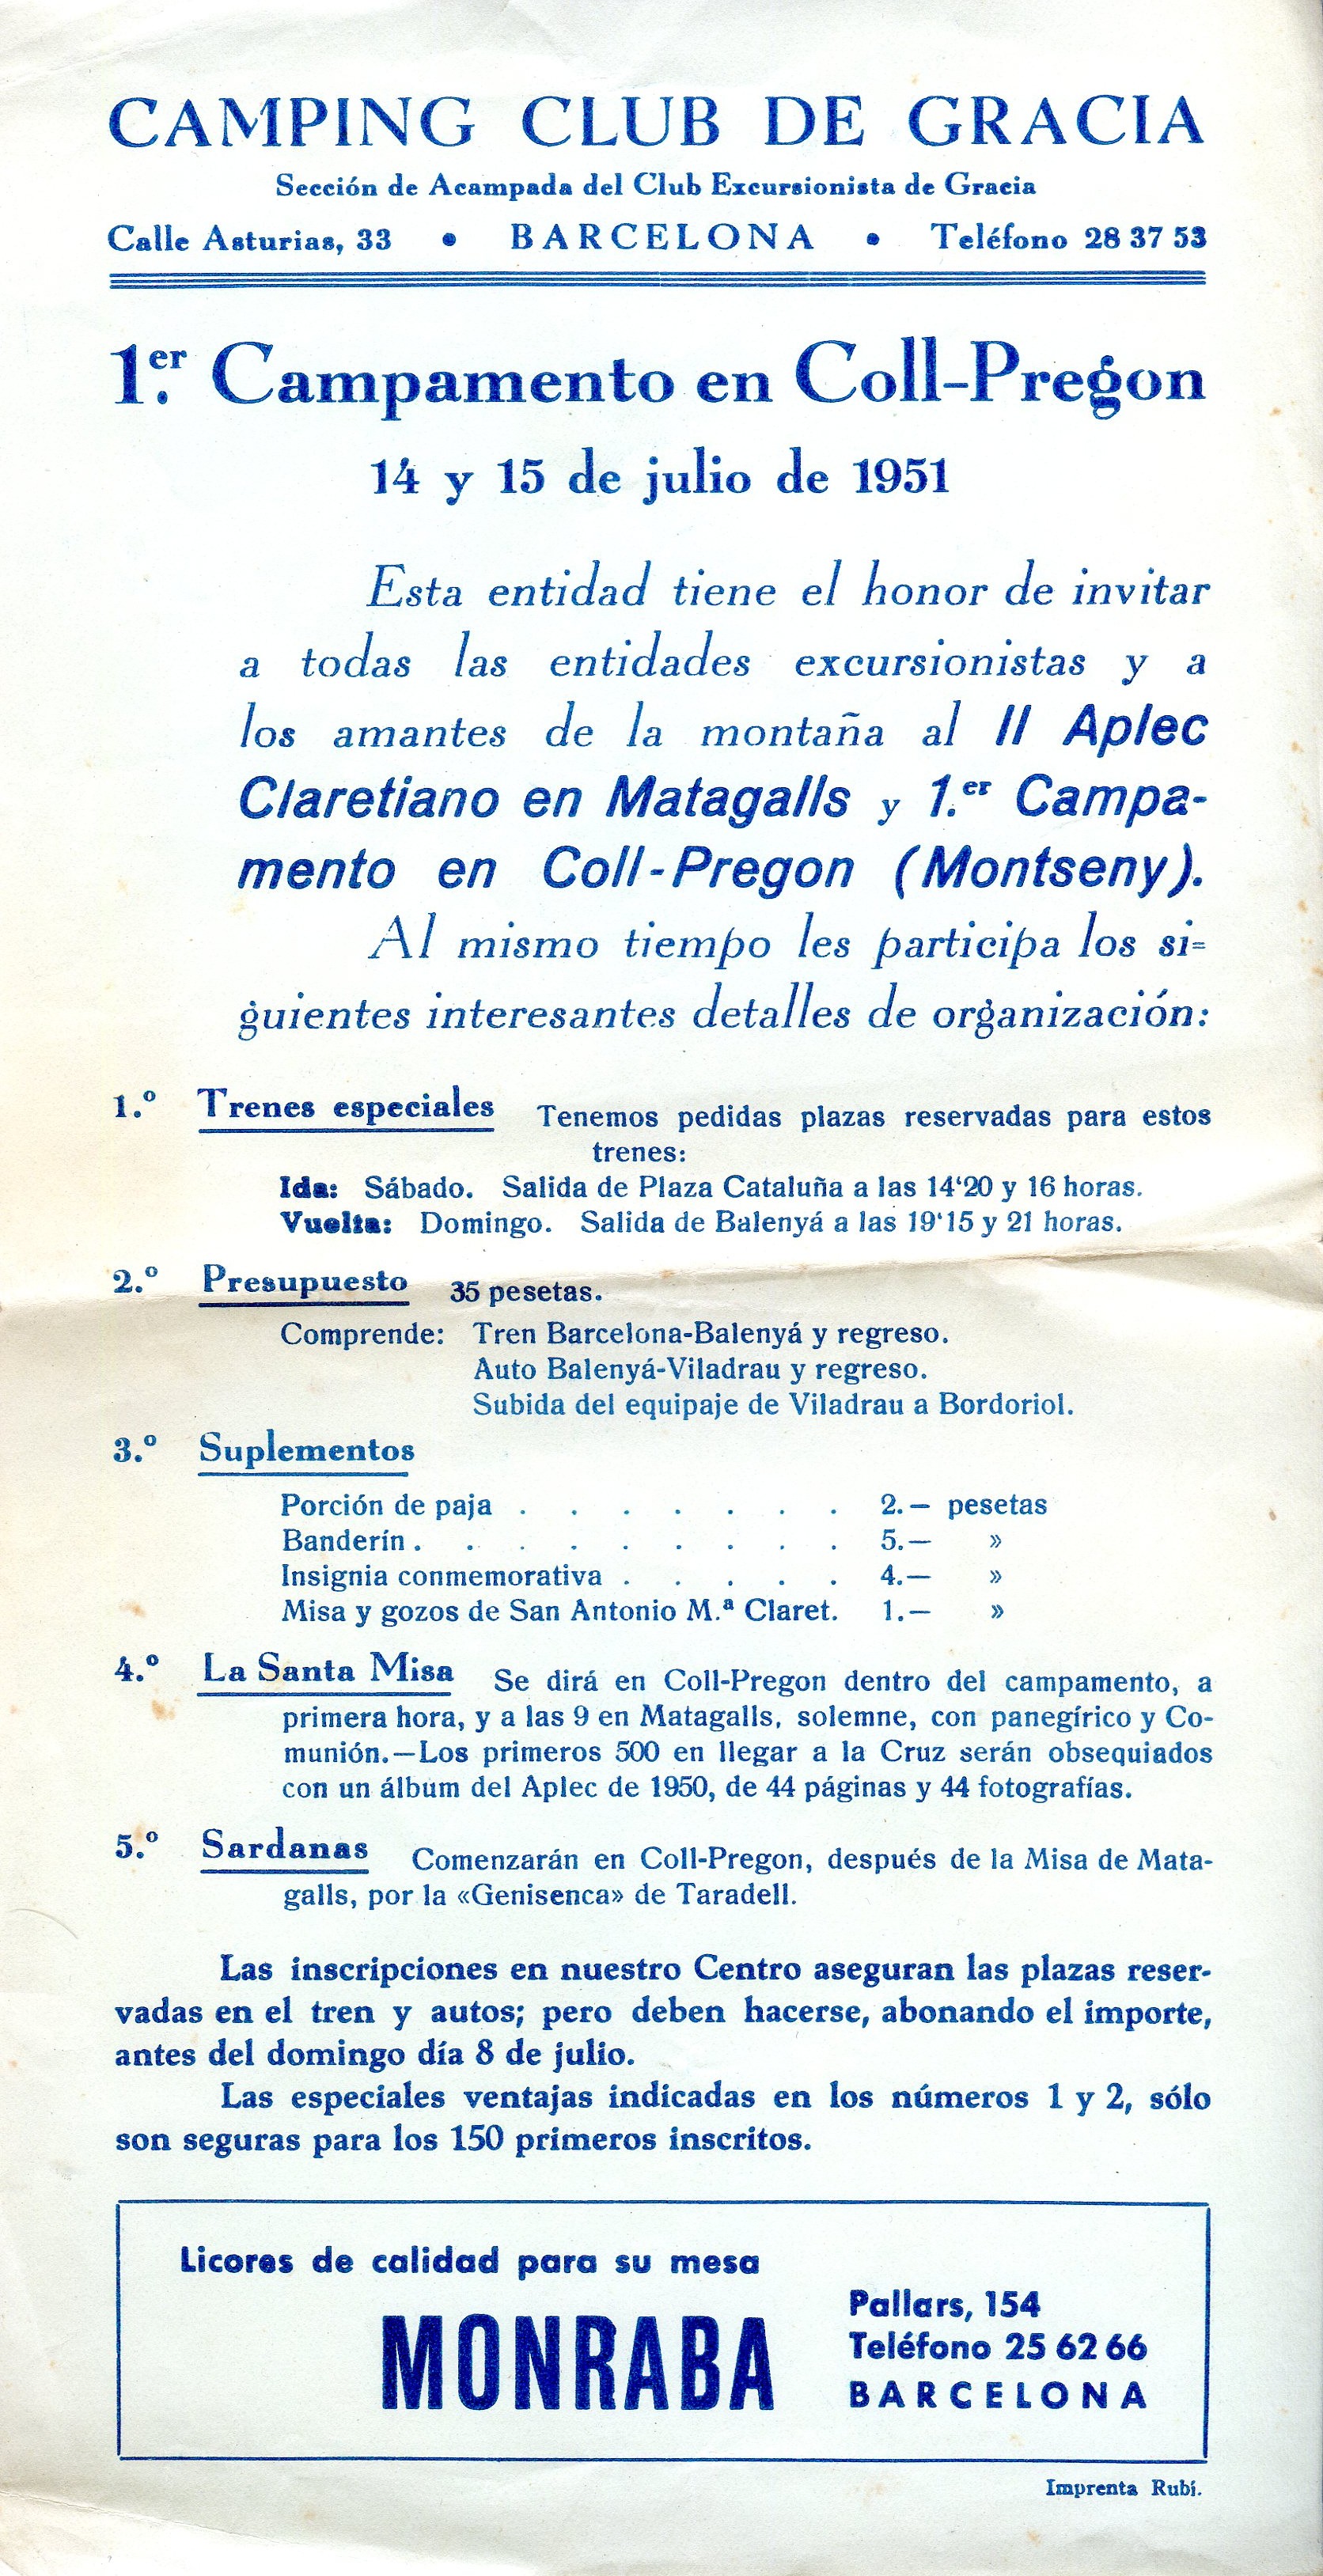 CAMPING CLUB DE GRACIA
Sección de Acampada del Club Excursionista de Gracia
Calle Asturias, 33 • BARCELONA • Teléfono 28 37 53
1.er Campamento en Coll-Pregon
14 y 15 de julio de 1951
Esta entidad tiene el honor de invitar
a todas las entidades excursionistas y a
los amantes de la montaña al II Aplec
Claretiano en Matagalls y 1.er Campa-
mento en Coll-Pregon (Montseny).
Al mismo tiempo les participa los si=
guientes interesantes detalles de organización:
1.º Trenes especiales Tenemos pedidas plazas reservadas para estos
trenes:
Ida: Sábado. Salida de Plaza Cataluña a las 14‘20 y 16 horas.
Vuelta: Domingo. Salida de Balenyá a las 19‘15 y 21 horas.
2.º Presupuesto 35 pesetas.
Comprende: Tren Barcelona-Balenyá y regreso.
Auto Balenyá-Viladrau y regreso.
Subida del equipaje de Viladrau a Bordoriol.
3.º Suplementos
Porción de paja . . . . . . . 2.— pesetas
Banderín . . . . . . . . . 5.— »
Insignia conmemorativa . . . . . 4.— »
Misa y gozos de San Antonio M.ª Claret. 1.— »
4.º La Santa Misa Se dirá en Coll-Pregon dentro del campamento, a
primera hora, y a las 9 en Matagalls, solemne, con panegírico y Co-
munión.—Los primeros 500 en llegar a la Cruz serán obsequiados
con un álbum del Aplec de 1950, de 44 páginas y 44 fotografías.
5.º Sardanas Comenzarán en Coll-Pregon, después de la Misa de Mata-
galls, por la «Genisenca» de Taradell.
Las inscripciones en nuestro Centro aseguran las plazas reser-
vadas en el tren y autos; pero deben hacerse, abonando el importe,
antes del domingo día 8 de julio.
Las especiales ventajas indicadas en los números 1 y 2, sólo
son seguras para los 150 primeros inscritos.
Licores de calidad para su mesa
MONRABA
Pallars, 154
Teléfono 25 62 66
BARCELONA
Imprenta Rubí.